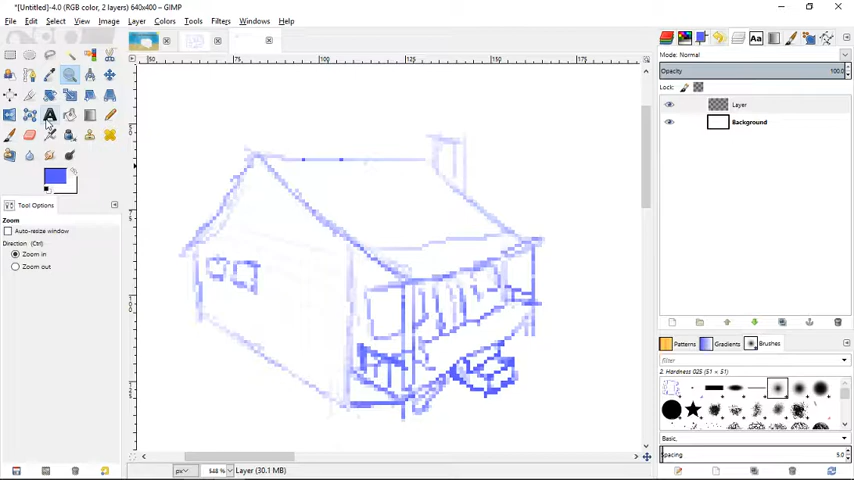 *[Untitled]-4.0 (RGB color, 2 layers) 640x400 – GIMP
File Edit Select View Image Layer Colors Tools Filters Windows Help
Mode: Normal
Opacity 100.0
Lock:
Layer
Background
Tool Options
Zoom
Auto-resize window
Direction (Ctrl)
Zoom in
Zoom out
Patterns Gradients Brushes
filter
2. Hardness 025 (51 × 51)
Basic,
Spacing 5.0
px 548 % Layer (30.1 MB)